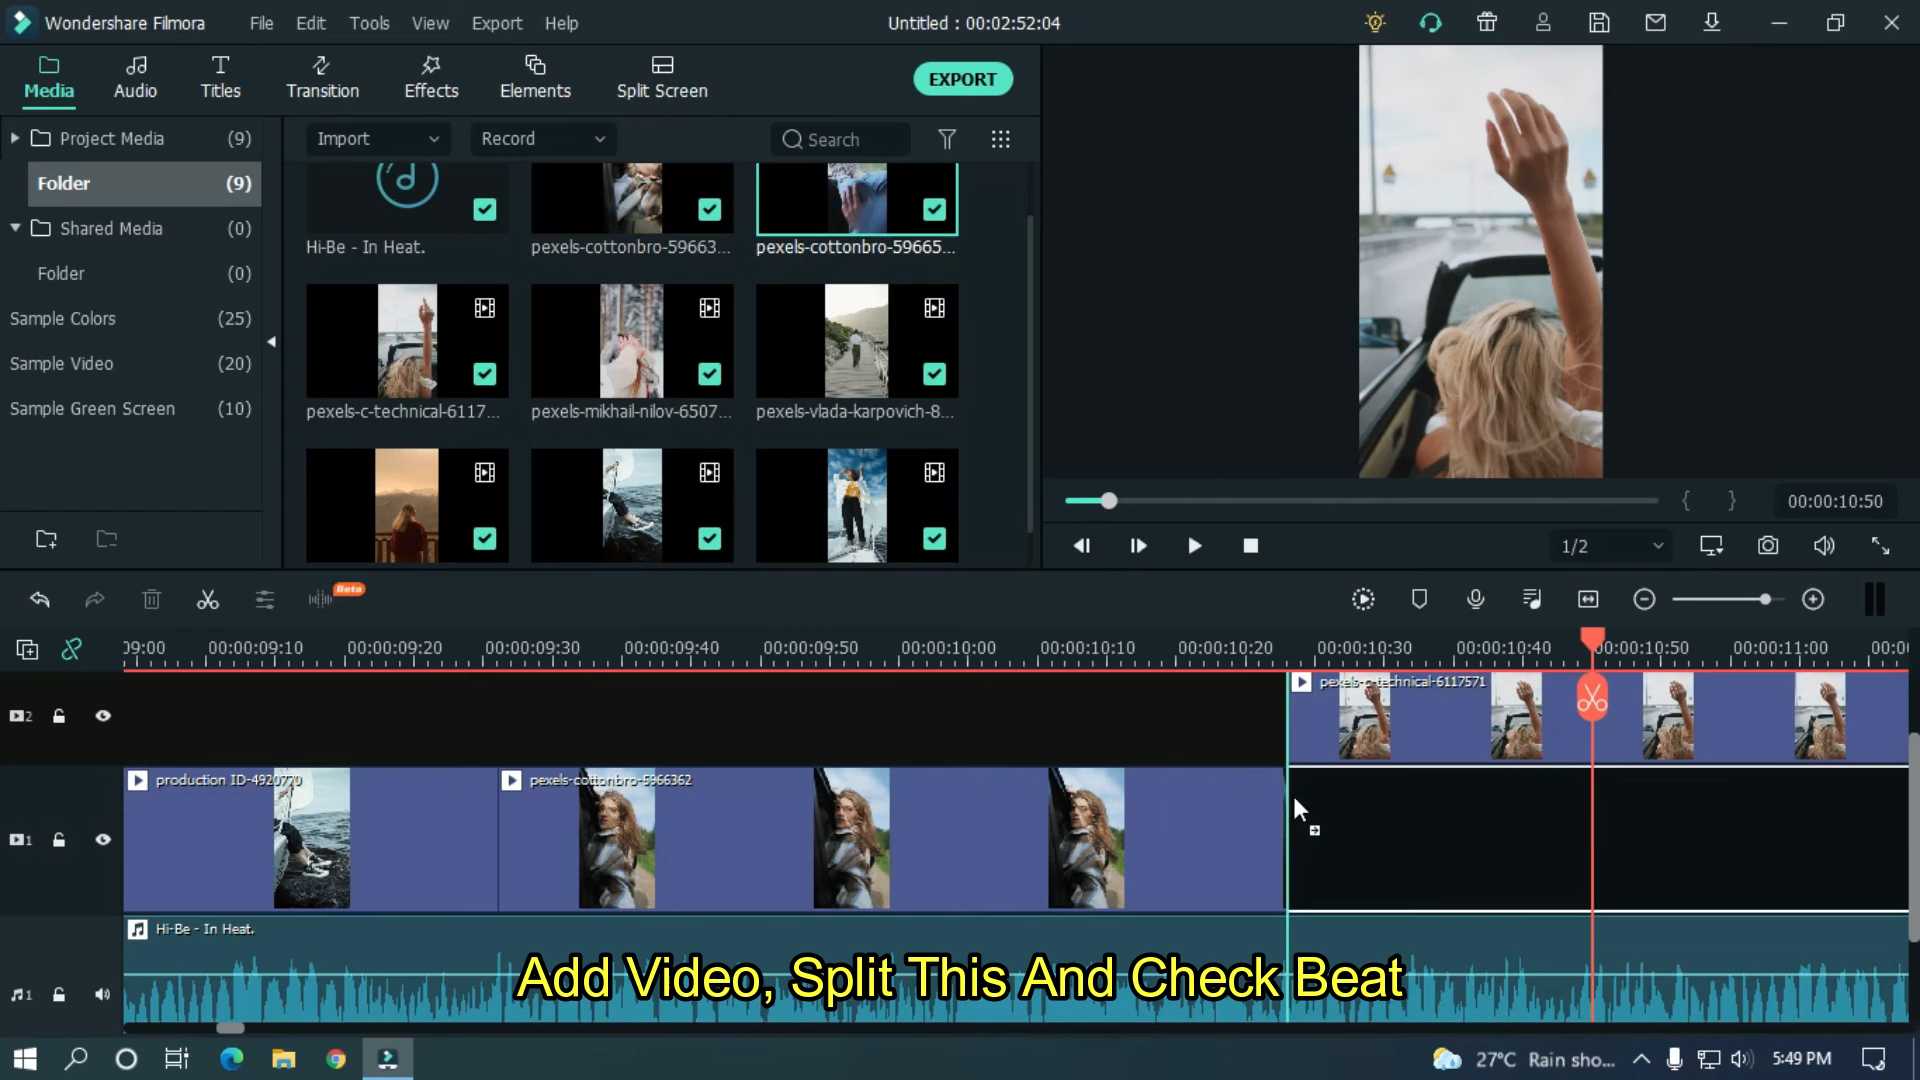 Wondershare Filmora File Edit Tools View Export Help Untitled : 00:02:52:04
Media Audio Titles Transition Effects Elements Split Screen EXPORT
Project Media (9) Import Record Search
Folder (9)
Shared Media (0)
Folder (0)
Sample Colors (25)
Sample Video (20)
Sample Green Screen (10)
Hi-Be - In Heat. pexels-cottonbro-59663... pexels-cottonbro-59665...
pexels-c-technical-6117... pexels-mikhail-nilov-6507... pexels-vlada-karpovich-8...
{ } 00:00:10:50
1/2
Beta
09:00 00:00:09:10 00:00:09:20 00:00:09:30 00:00:09:40 00:00:09:50 00:00:10:00 00:00:10:10 00:00:10:20 00:00:10:30 00:00:10:40 00:00:10:50 00:00:11:00 00:00
2 pexels-c-technical-6117571
1 production ID-4920770 pexels-cottonbro-5966362
Hi-Be - In Heat.
1
Add Video, Split This And Check Beat
27°C Rain sho... 5:49 PM